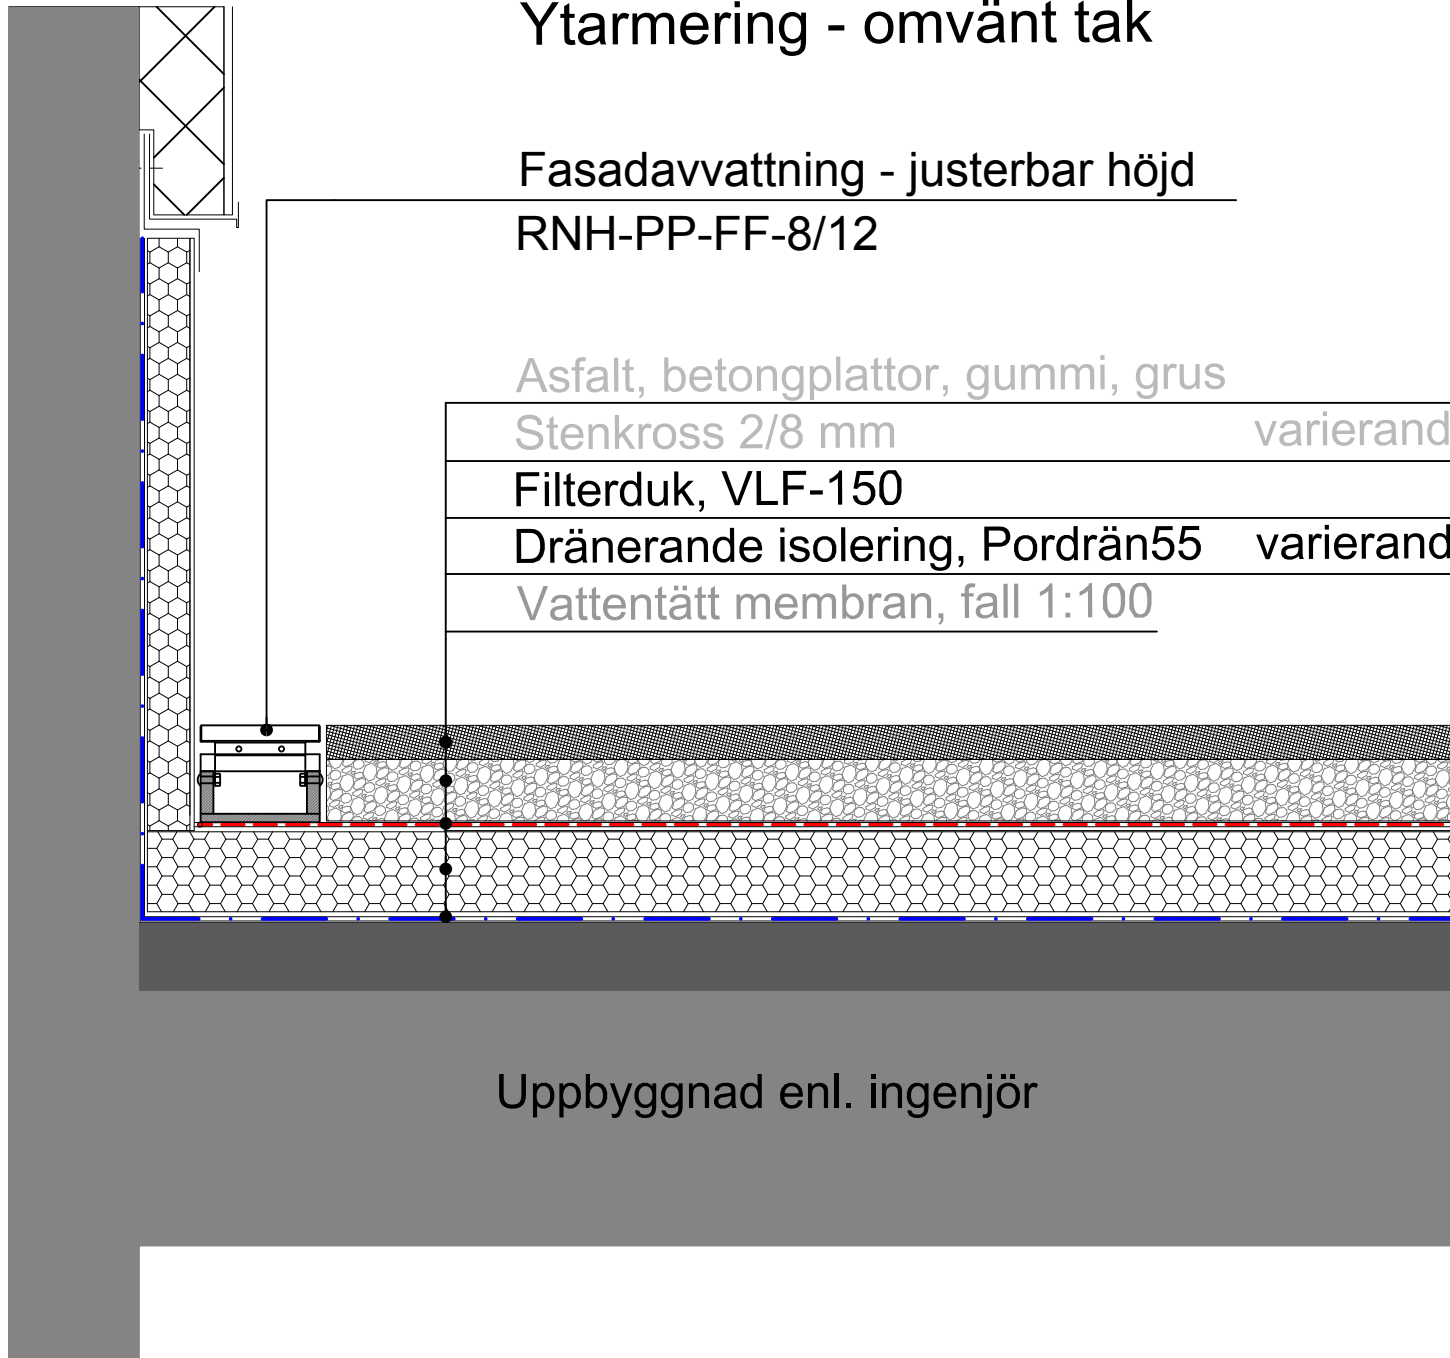 Ytarmering - omvänt tak
Fasadavvattning - justerbar höjd
RNH-PP-FF-8/12
Asfalt, betongplattor, gummi, grus
Stenkross 2/8 mm varierand
Filterduk, VLF-150
Dränerande isolering, Pordrän55 varierand
Vattentätt membran, fall 1:100
Uppbyggnad enl. ingenjör